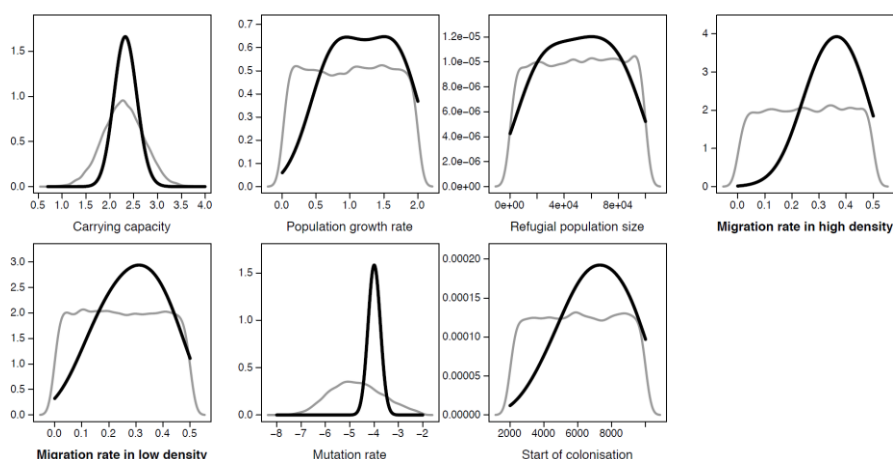 1.5
1.0
0.5
0.0
0.5 1.0 1.5 2.0 2.5 3.0 3.5 4.0
Carrying capacity
0.7
0.6
0.5
0.4
0.3
0.2
0.1
0.0
0.0 0.5 1.0 1.5 2.0
Population growth rate
1.2e−05
1.0e−05
8.0e−06
6.0e−06
4.0e−06
2.0e−06
0.0e+00
0e+00 4e+04 8e+04
Refugial population size
4
3
2
1
0
0.0 0.1 0.2 0.3 0.4 0.5
Migration rate in high density
3.0
2.5
2.0
1.5
1.0
0.5
0.0
0.0 0.1 0.2 0.3 0.4 0.5
Migration rate in low density
1.5
1.0
0.5
0.0
−8 −7 −6 −5 −4 −3 −2
Mutation rate
0.00020
0.00015
0.00010
0.00005
0.00000
2000 4000 6000 8000
Start of colonisation